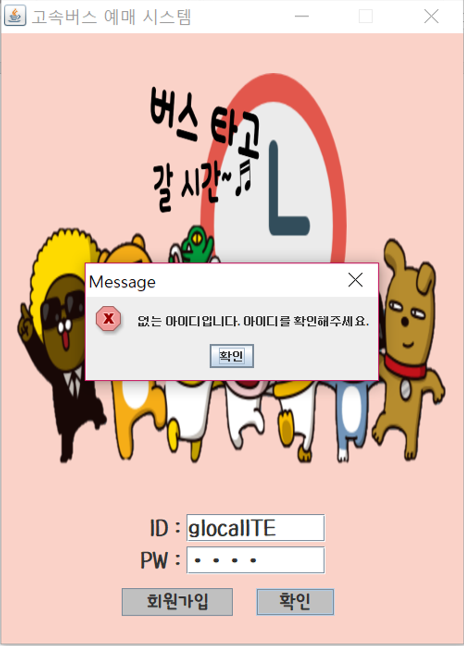 고속버스 예매 시스템
버스 타고
갈 시간~♬
Message
없는 아이디입니다. 아이디를 확인해주세요.
확인
ID : glocalITE
PW : ••••
회원가입 확인